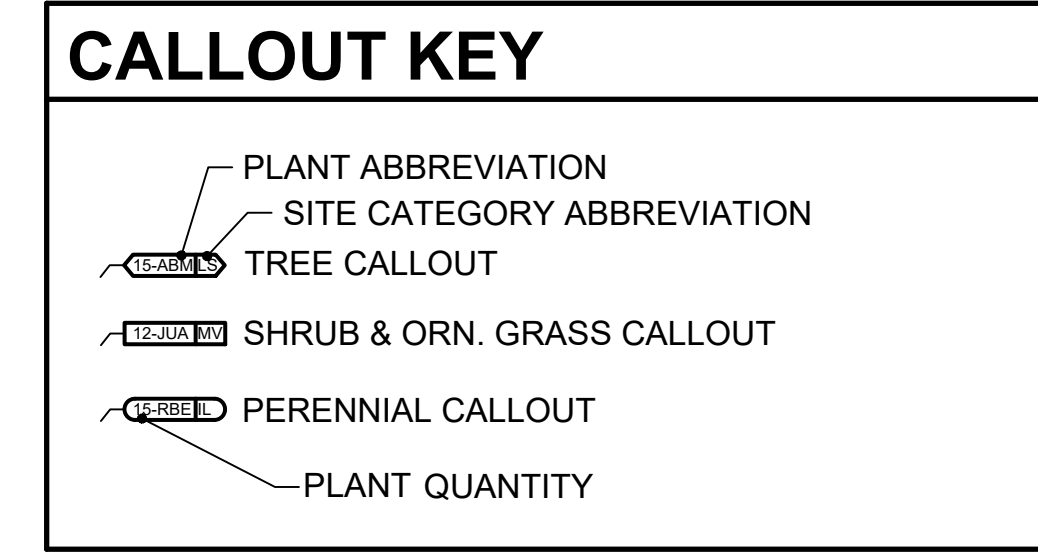 CALLOUT KEY
PLANT ABBREVIATION
SITE CATEGORY ABBREVIATION
15-ABM LS TREE CALLOUT
12-JUA MV SHRUB & ORN. GRASS CALLOUT
15-RBE IL PERENNIAL CALLOUT
PLANT QUANTITY